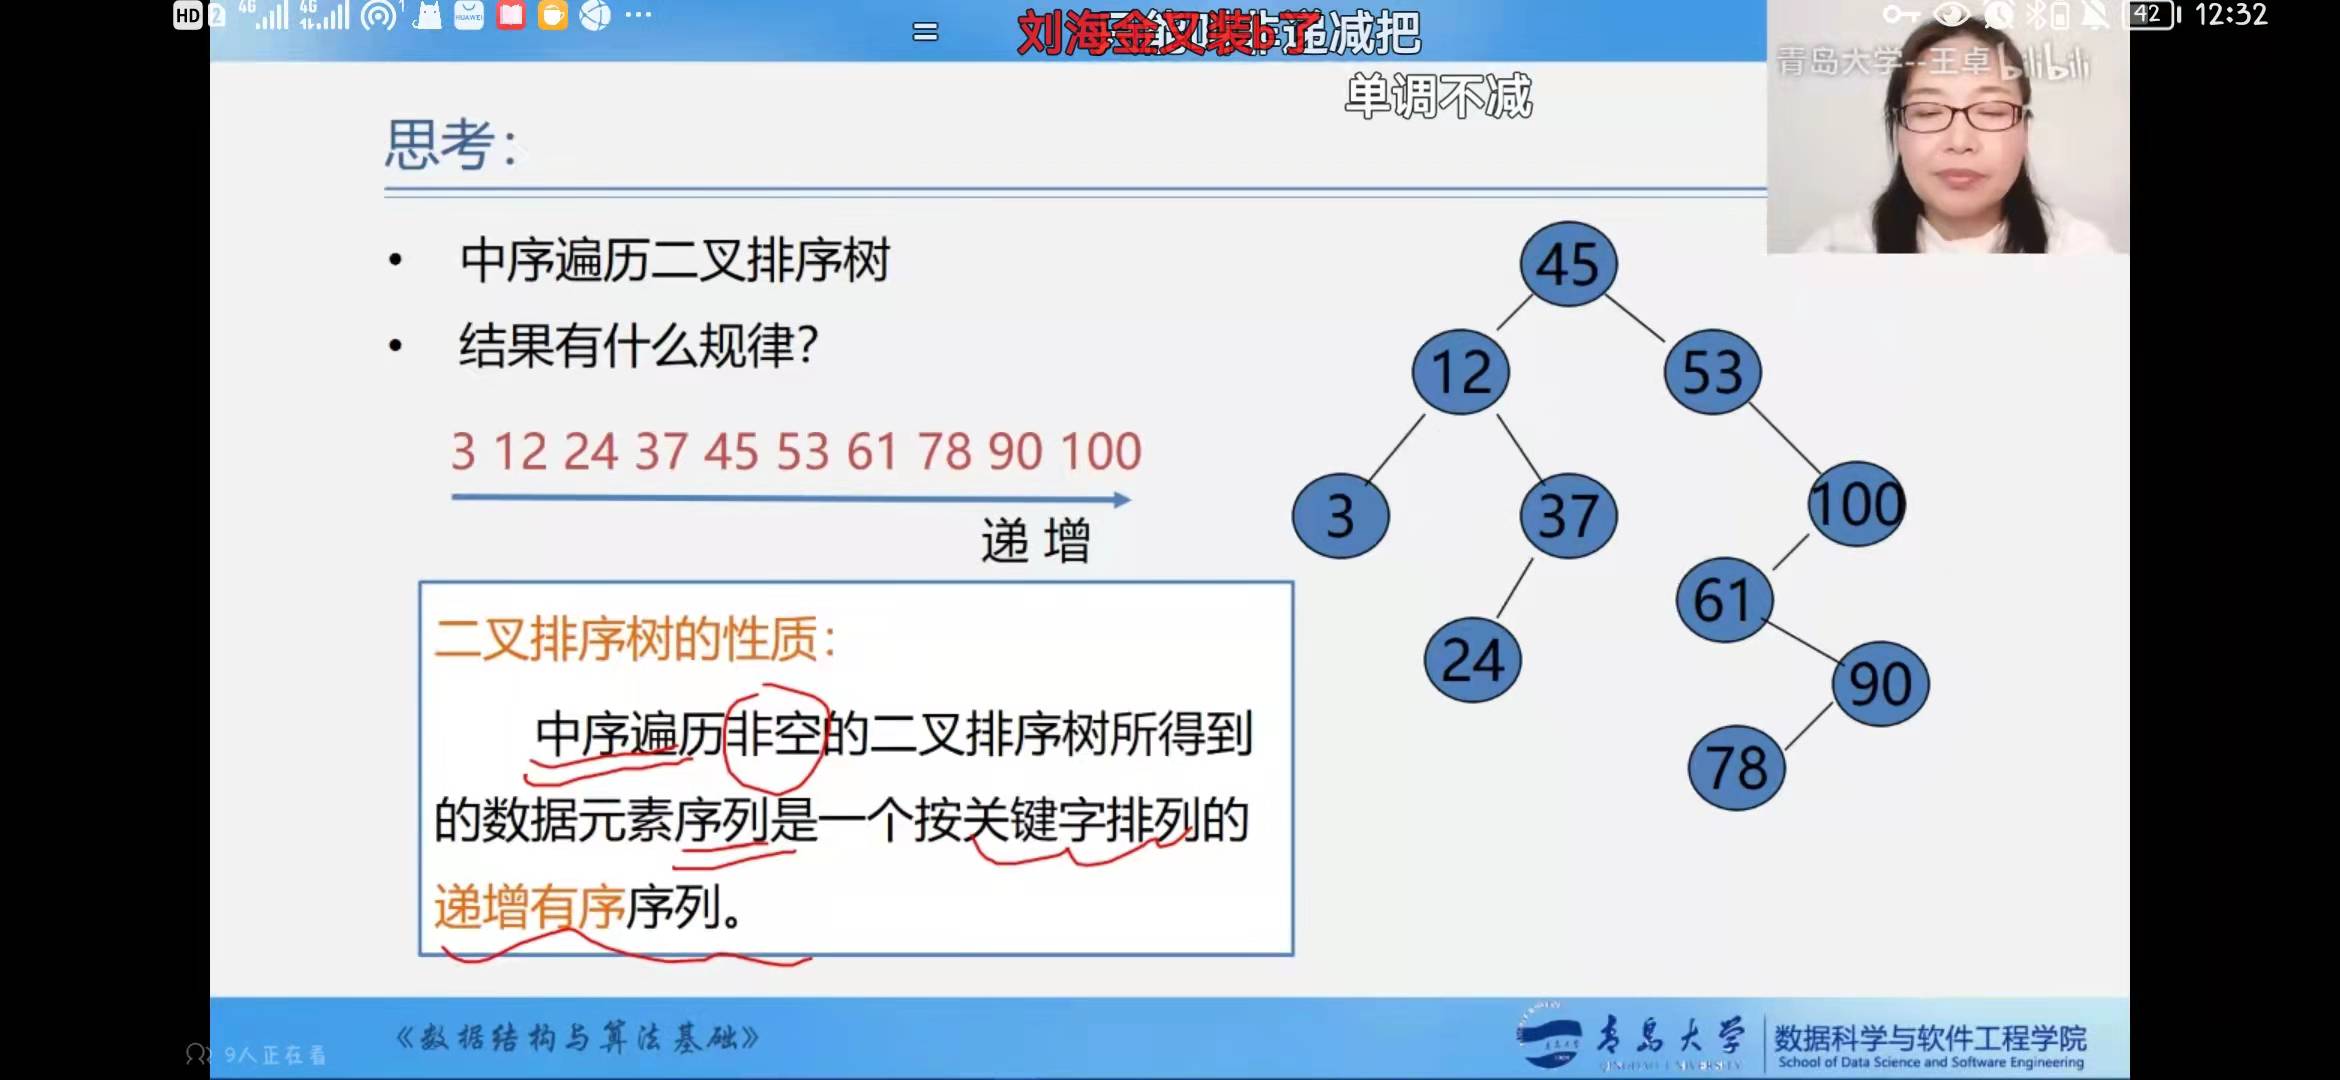 HD 2 4G 4G 1 HUAWEI 42 12:32
=
刘海金又装b了
递减把
单调不减
青岛大学--王卓 bilibili
思考：
• 中序遍历二叉排序树
• 结果有什么规律？
3 12 24 37 45 53 61 78 90 100
递 增
二叉排序树的性质：
中序遍历非空的二叉排序树所得到
的数据元素序列是一个按关键字排列的
递增有序序列。
45
12
53
3
37
100
24
61
90
78
《数据结构与算法基础》
9人正在看
青岛大学
QINGDAO UNIVERSITY
数据科学与软件工程学院
School of Data Science and Software Engineering